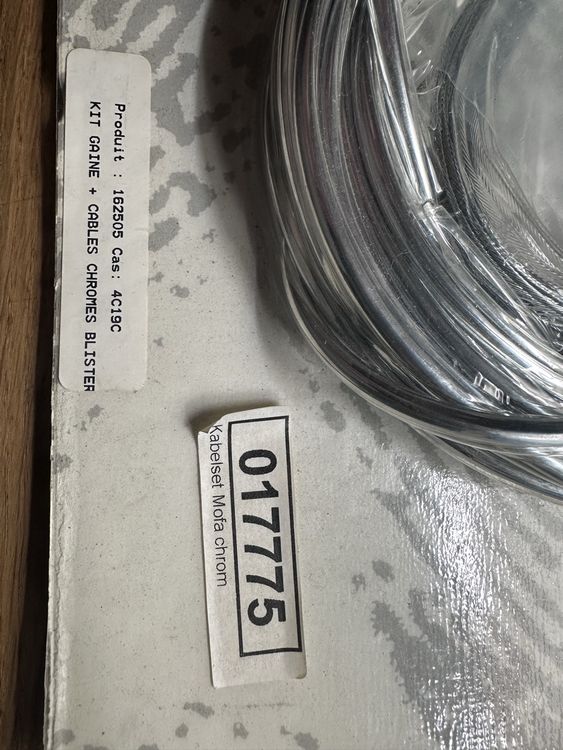 Produit : 162505 Cas: 4C19C
KIT GAINE + CABLES CHROMES BLISTER
017775
Kabelset Mofa chrom